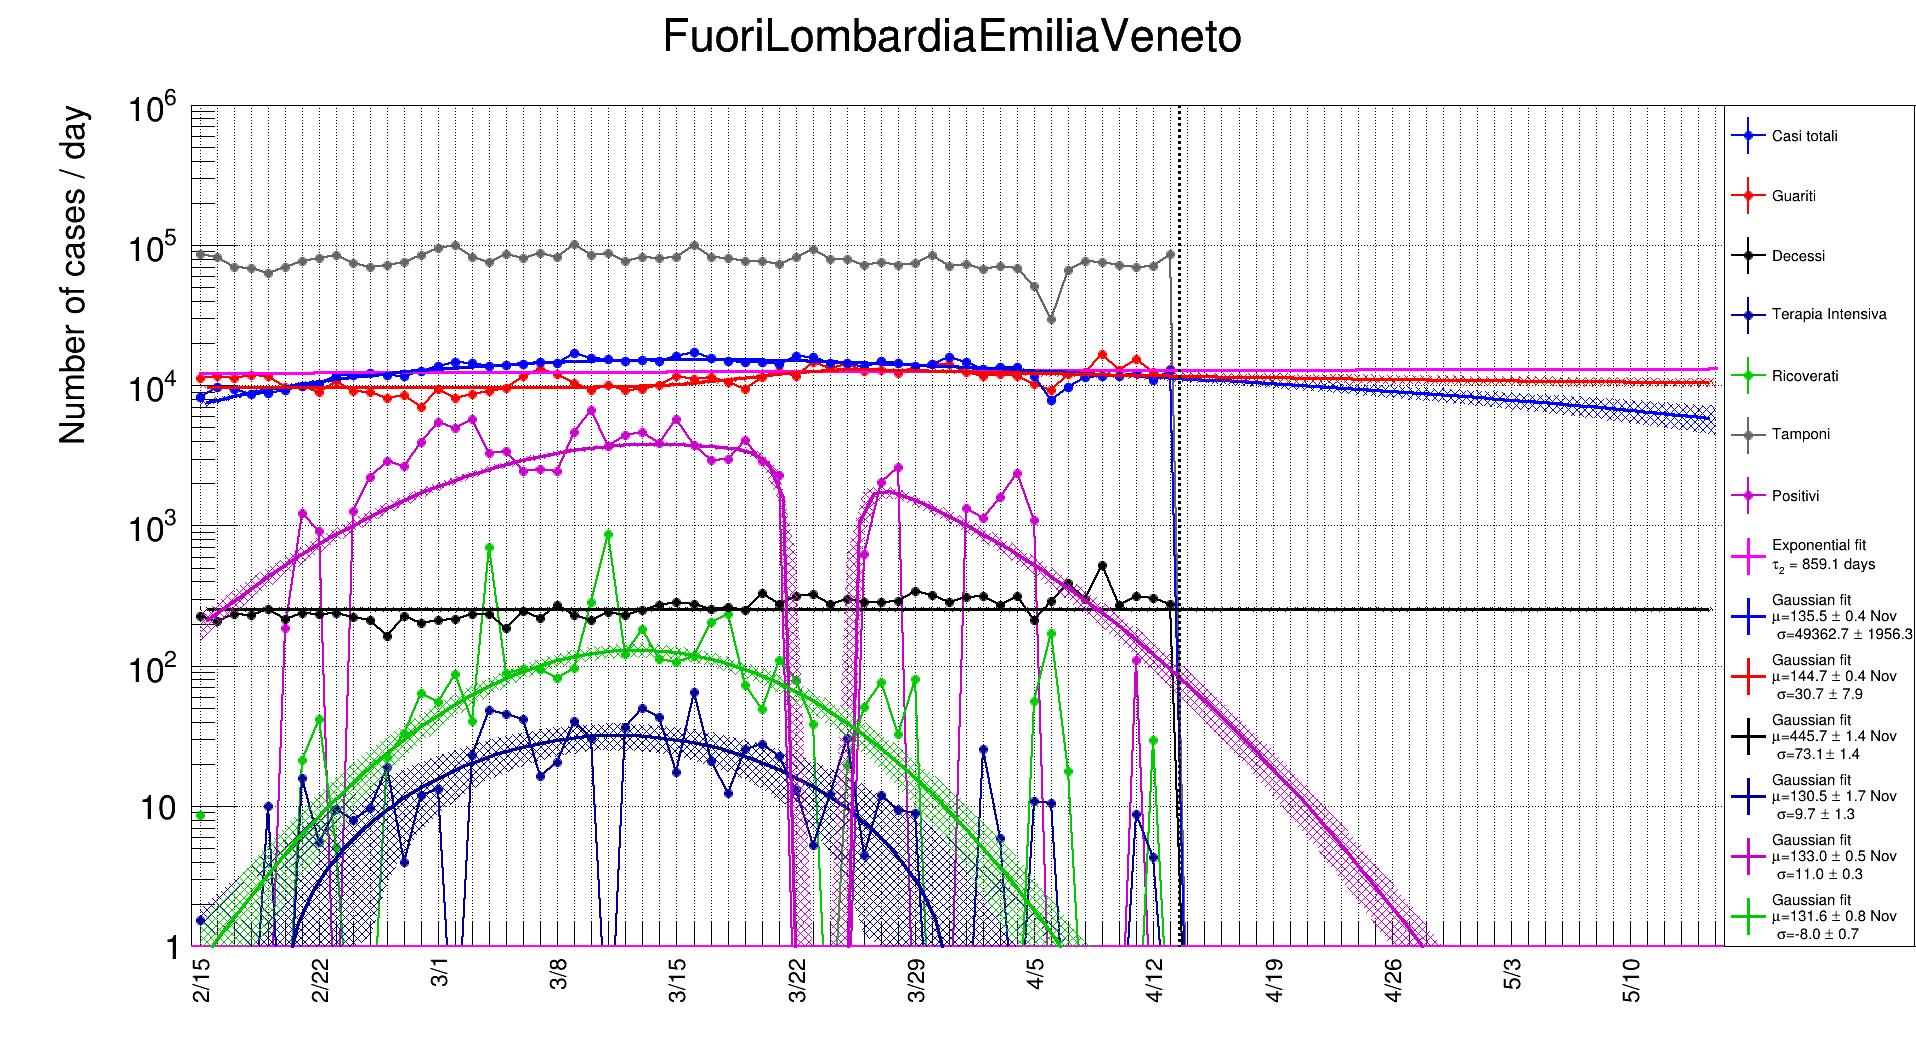 FuoriLombardiaEmiliaVeneto
Number of cases / day
10^6
10^5
10^4
10^3
10^2
10
1
2/15
2/22
3/1
3/8
3/15
3/22
3/29
4/5
4/12
4/19
4/26
5/3
5/10
Casi totali
Guariti
Decessi
Terapia Intensiva
Ricoverati
Tamponi
Positivi
Exponential fit
τ₂ = 859.1 days
Gaussian fit
μ=135.5 ± 0.4 Nov
σ=49362.7 ± 1956.3
Gaussian fit
μ=144.7 ± 0.4 Nov
σ=30.7 ± 7.9
Gaussian fit
μ=445.7 ± 1.4 Nov
σ=73.1 ± 1.4
Gaussian fit
μ=130.5 ± 1.7 Nov
σ=9.7 ± 1.3
Gaussian fit
μ=133.0 ± 0.5 Nov
σ=11.0 ± 0.3
Gaussian fit
μ=131.6 ± 0.8 Nov
σ=-8.0 ± 0.7